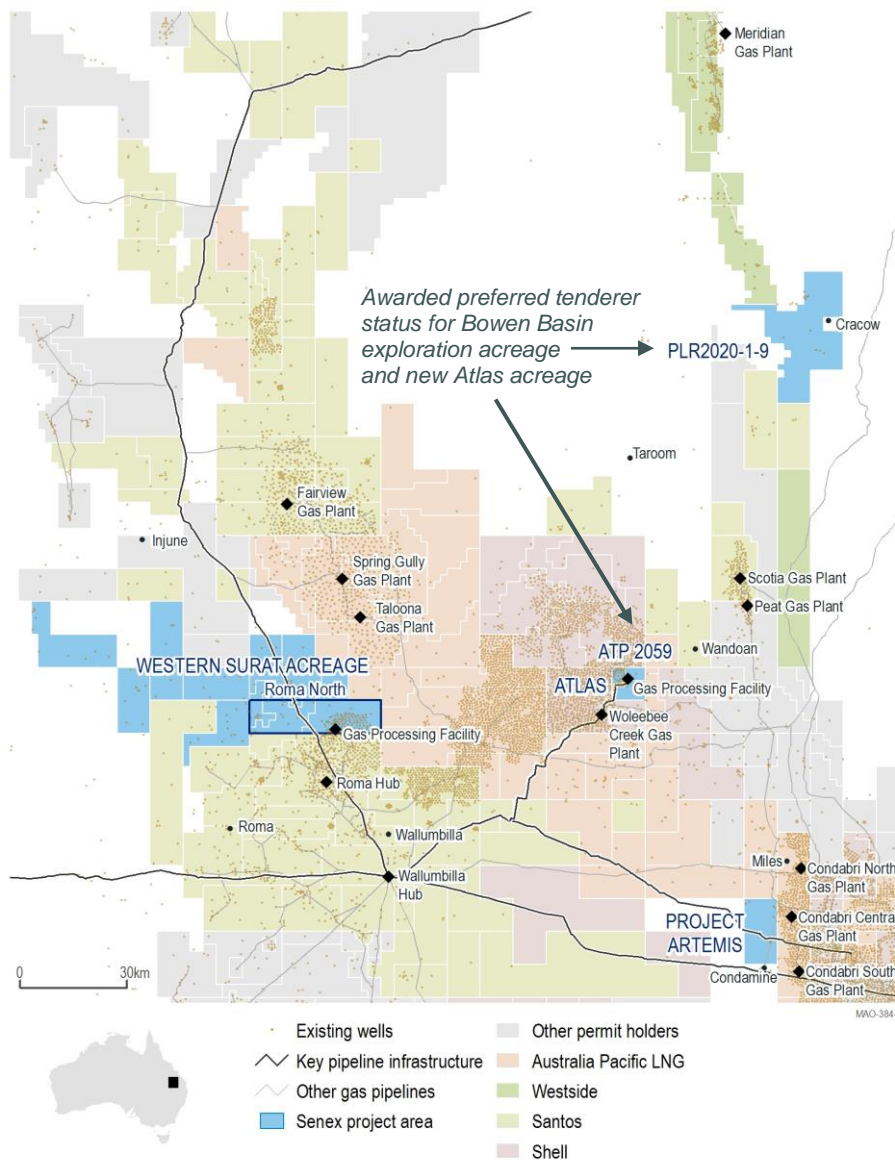 Meridian
Gas Plant
Awarded preferred tenderer
status for Bowen Basin
exploration acreage
and new Atlas acreage
Cracow
PLR2020-1-9
Taroom
Fairview
Gas Plant
Injune
Spring Gully
Gas Plant
Taloona
Gas Plant
Scotia Gas Plant
Peat Gas Plant
ATP 2059
Wandoan
WESTERN SURAT ACREAGE
Roma North
ATLAS
Gas Processing Facility
Woleebee
Creek Gas
Plant
Gas Processing Facility
Roma Hub
Roma
Wallumbilla
Wallumbilla
Hub
Miles
Condabri North
Gas Plant
PROJECT
ARTEMIS
Condabri Central
Gas Plant
Condamine
Condabri South
Gas Plant
0 30km
MAO-384-
Existing wells
Key pipeline infrastructure
Other gas pipelines
Senex project area
Other permit holders
Australia Pacific LNG
Westside
Santos
Shell